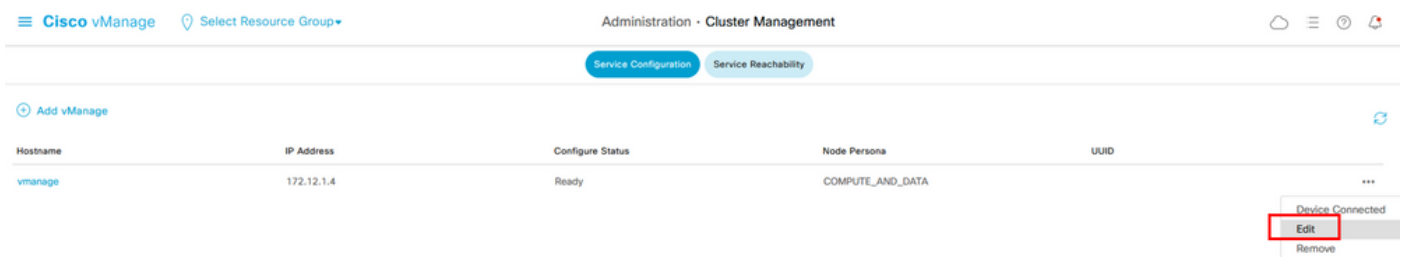 Cisco vManage Select Resource Group Administration · Cluster Management
Service Configuration Service Reachability
Add vManage
Hostname IP Address Configure Status Node Persona UUID
vmanage 172.12.1.4 Ready COMPUTE_AND_DATA ...
Device Connected
Edit
Remove